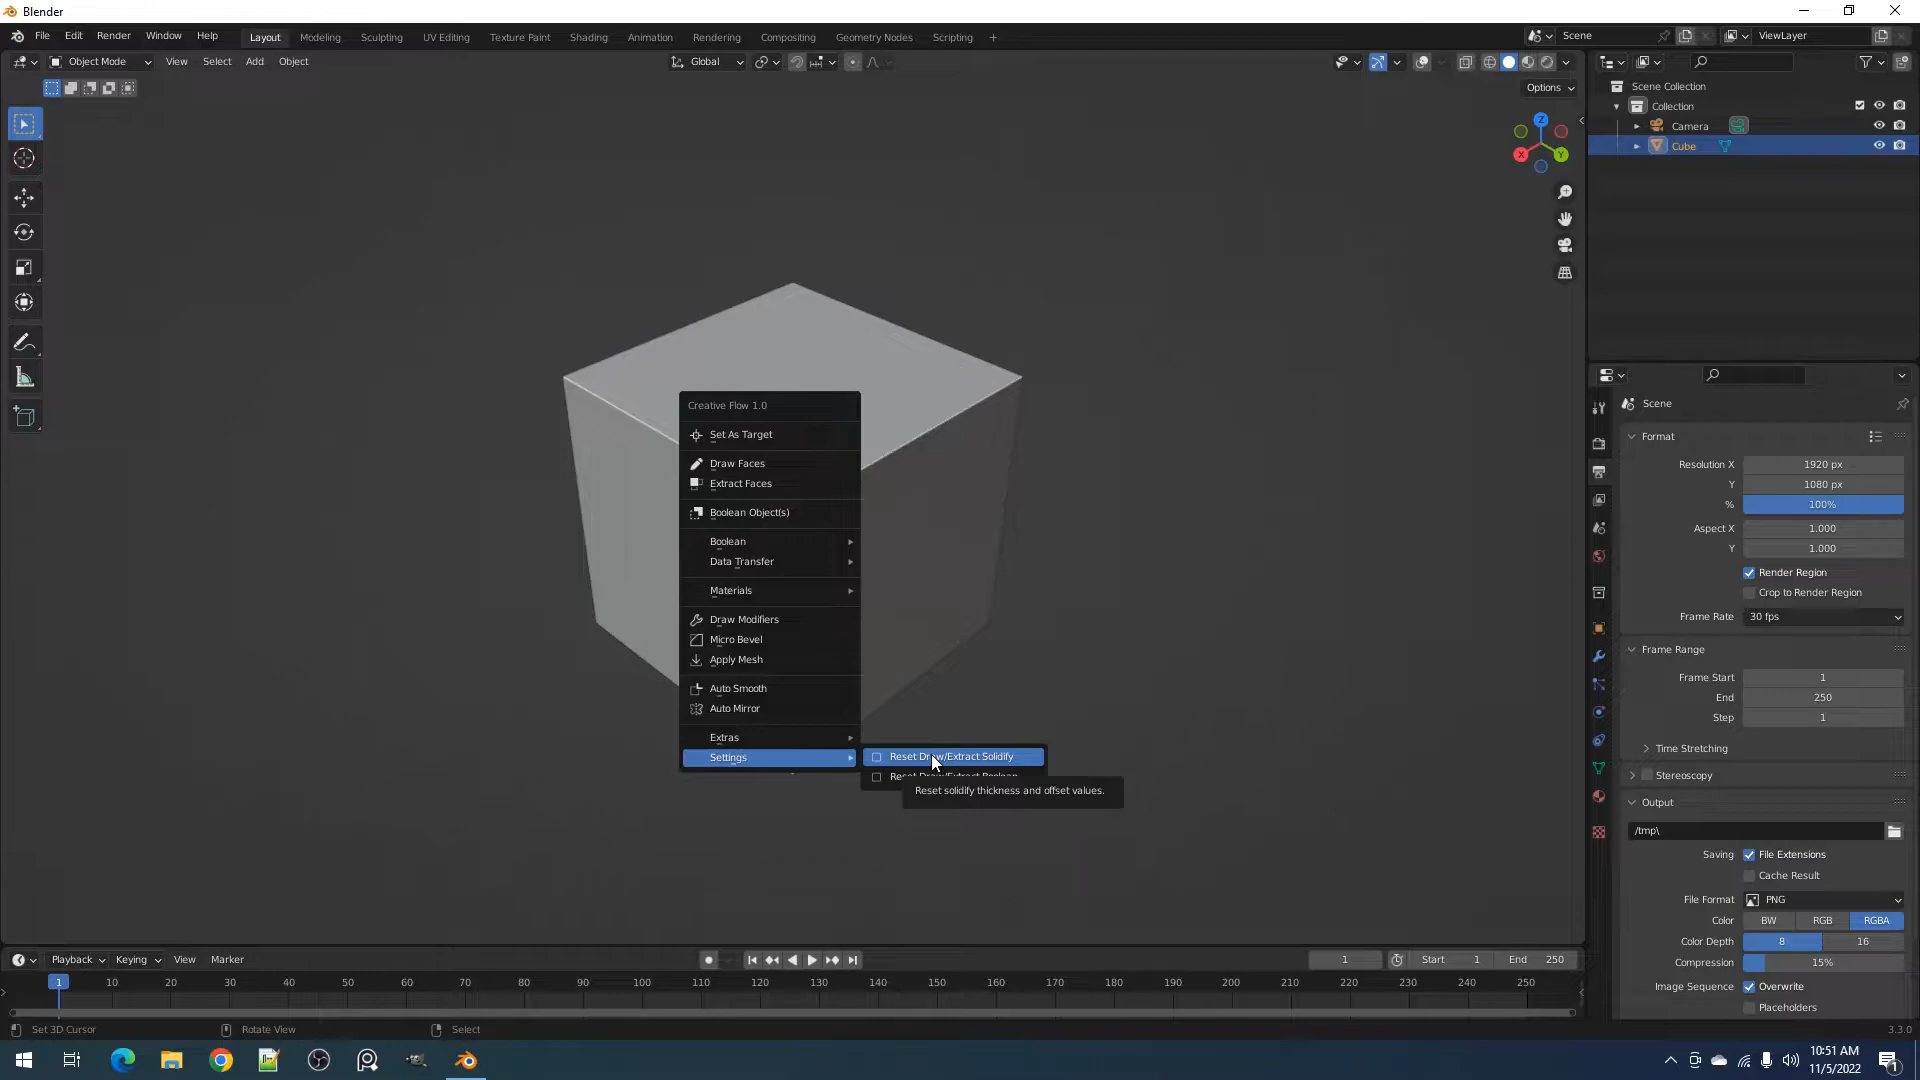 Blender
File Edit Render Window Help Layout Modeling Sculpting UV Editing Texture Paint Shading Animation Rendering Compositing Geometry Nodes Scripting + Scene ViewLayer
Object Mode View Select Add Object Global
Options
Scene Collection
Collection
Camera
Cube
Z
X
Y
Creative Flow 1.0
Set As Target
Draw Faces
Extract Faces
Boolean Object(s)
Boolean
Data Transfer
Materials
Draw Modifiers
Micro Bevel
Apply Mesh
Auto Smooth
Auto Mirror
Extras
Settings
Reset Draw/Extract Solidify
Reset Draw/Extract Boolean
Reset solidify thickness and offset values.
Scene
Format
Resolution X 1920 px
Y 1080 px
% 100%
Aspect X 1.000
Y 1.000
Render Region
Crop to Render Region
Frame Rate 30 fps
Frame Range
Frame Start 1
End 250
Step 1
Time Stretching
Stereoscopy
Output
/tmp\
Saving File Extensions
Cache Result
File Format PNG
Color BW RGB RGBA
Color Depth 8 16
Compression 15%
Image Sequence Overwrite
Placeholders
Playback Keying View Marker 1 Start 1 End 250
1 10 20 30 40 50 60 70 80 90 100 110 120 130 140 150 160 170 180 190 200 210 220 230 240 250
Set 3D Cursor Rotate View Select 3.3.0
10:51 AM
11/5/2022
1